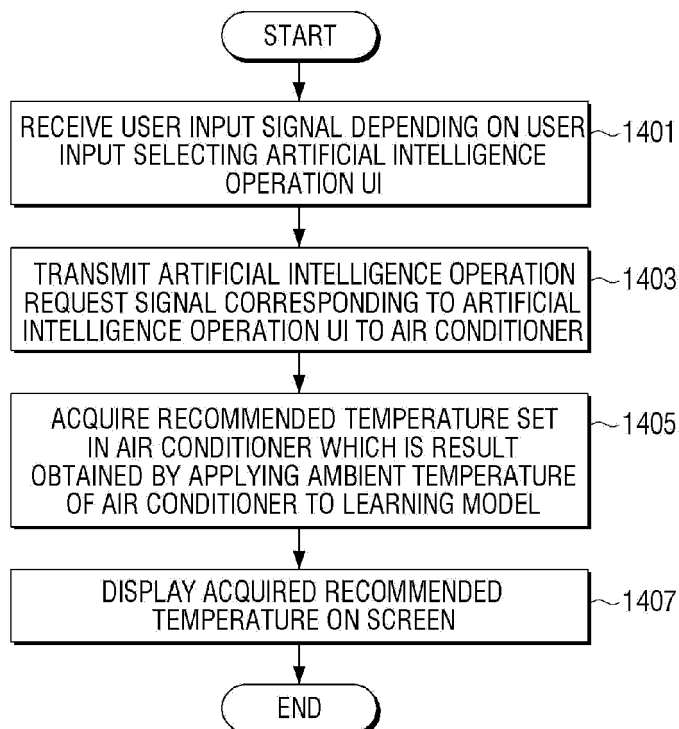 START
RECEIVE USER INPUT SIGNAL DEPENDING ON USER
INPUT SELECTING ARTIFICIAL INTELLIGENCE
OPERATION UI
1401
TRANSMIT ARTIFICIAL INTELLIGENCE OPERATION
REQUEST SIGNAL CORRESPONDING TO ARTIFICIAL
INTELLIGENCE OPERATION UI TO AIR CONDITIONER
1403
ACQUIRE RECOMMENDED TEMPERATURE SET
IN AIR CONDITIONER WHICH IS RESULT
OBTAINED BY APPLYING AMBIENT TEMPERATURE
OF AIR CONDITIONER TO LEARNING MODEL
1405
DISPLAY ACQUIRED RECOMMENDED
TEMPERATURE ON SCREEN
1407
END